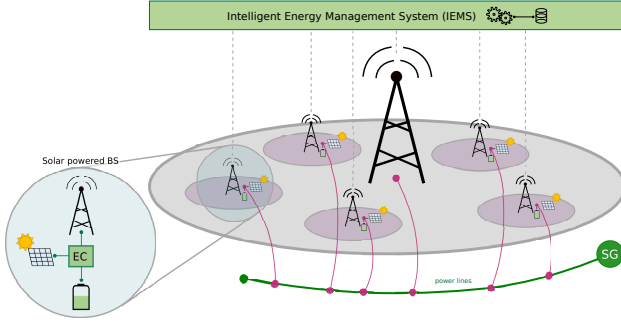 Intelligent Energy Management System (IEMS)
Solar powered BS
EC
SG
power lines